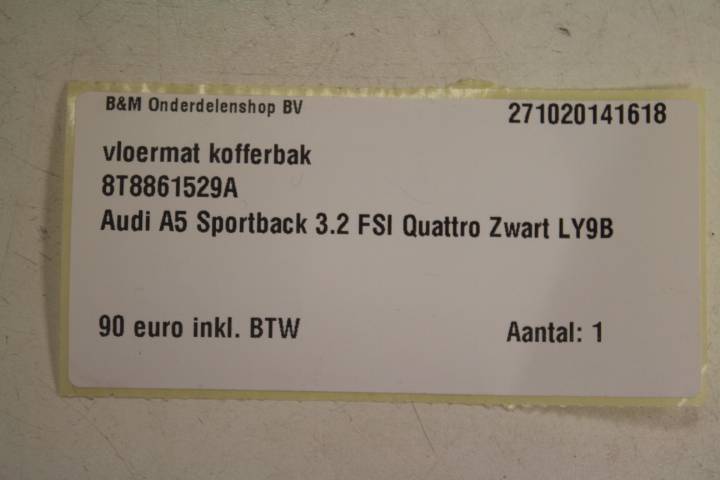 B&M Onderdelenshop BV 271020141618
vloermat kofferbak
8T8861529A
Audi A5 Sportback 3.2 FSI Quattro Zwart LY9B
90 euro inkl. BTW Aantal: 1